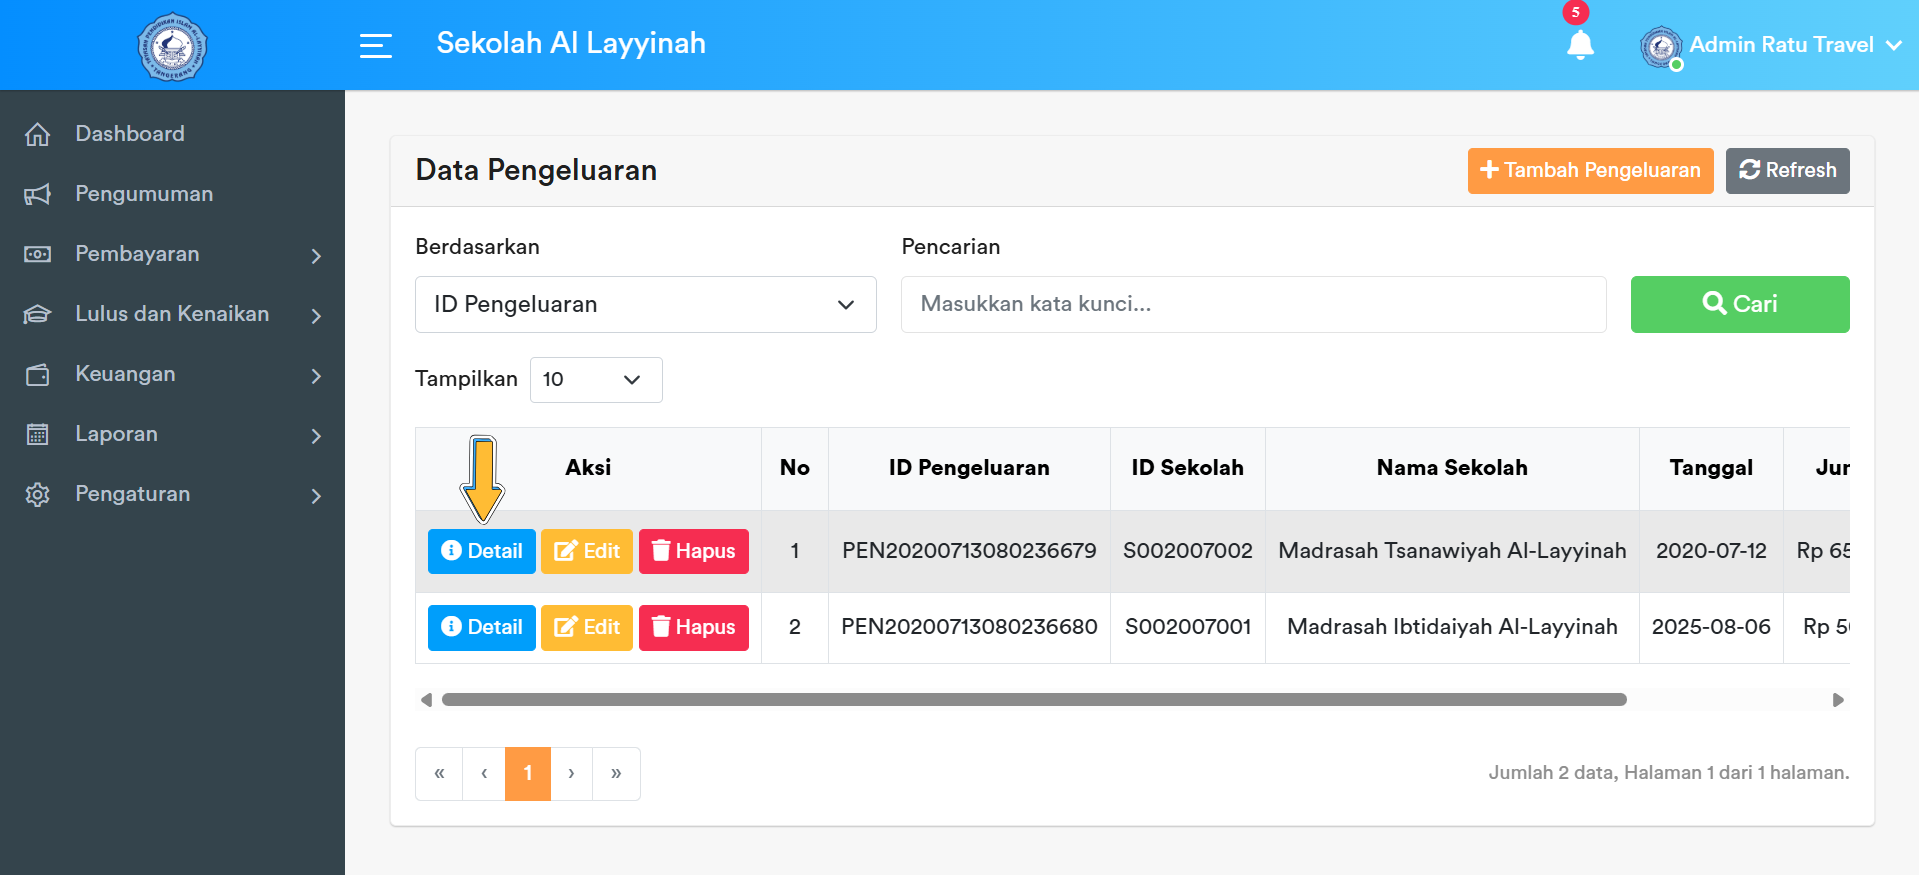 Sekolah Al Layyinah
5
Admin Ratu Travel
Dashboard
Pengumuman
Pembayaran
Lulus dan Kenaikan
Keuangan
Laporan
Pengaturan
Data Pengeluaran
Tambah Pengeluaran
Refresh
Berdasarkan
Pencarian
ID Pengeluaran
Masukkan kata kunci...
Cari
Tampilkan 10
Aksi No ID Pengeluaran ID Sekolah Nama Sekolah Tanggal
Detail Edit Hapus 1 PEN20200713080236679 S002007002 Madrasah Tsanawiyah Al-Layyinah 2020-07-12 Rp 65
Detail Edit Hapus 2 PEN20200713080236680 S002007001 Madrasah Ibtidaiyah Al-Layyinah 2025-08-06 Rp 50
« ‹ 1 › »
Jumlah 2 data, Halaman 1 dari 1 halaman.